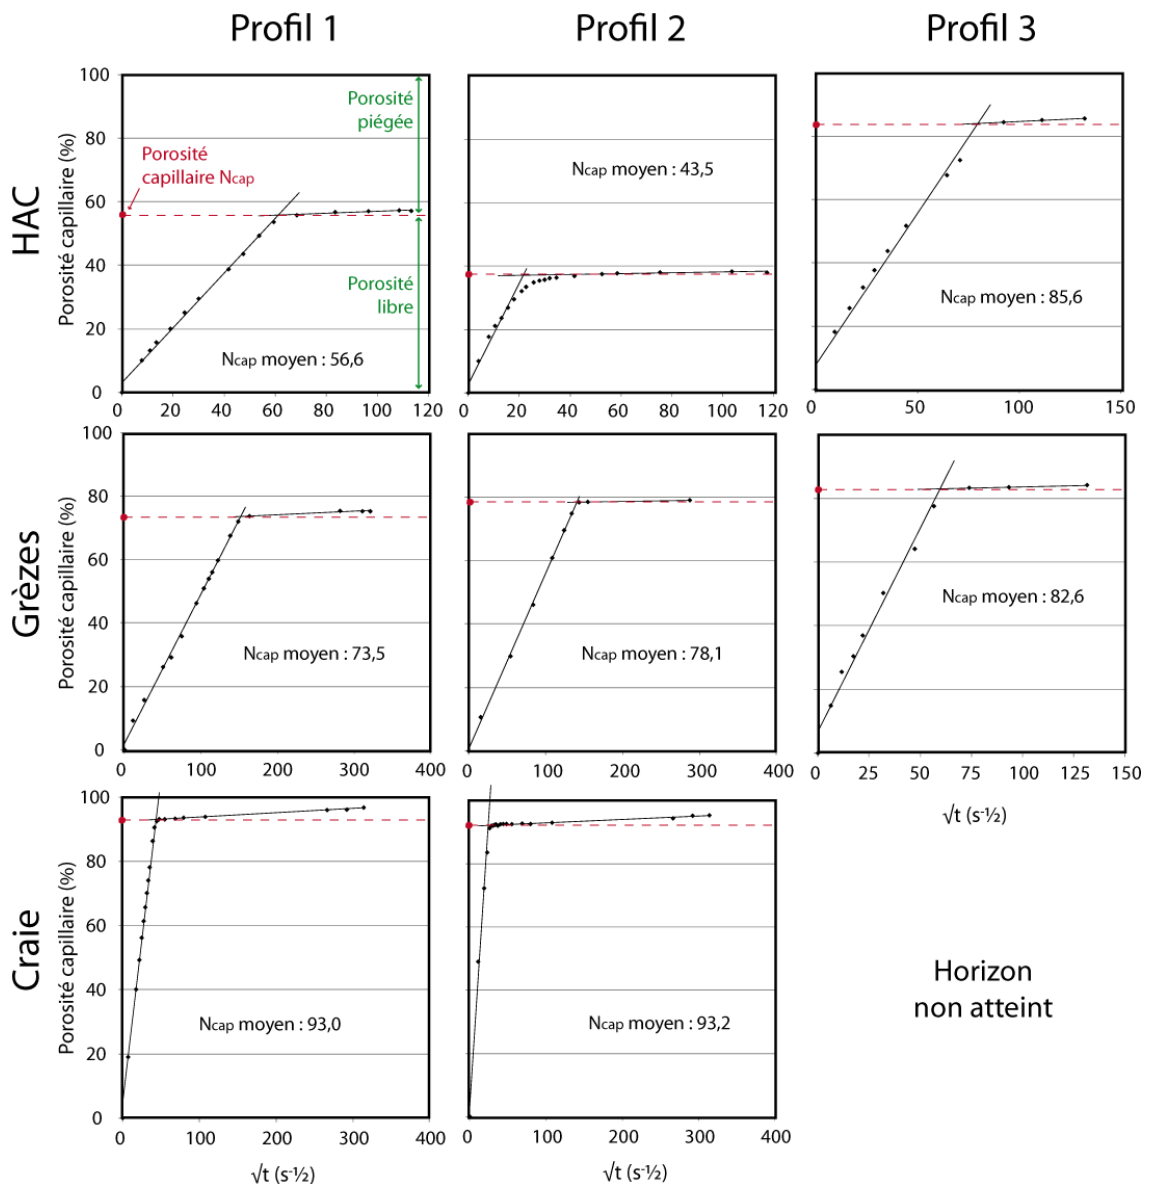 Profil 1
Profil 2
Profil 3
HAC
Porosité capillaire (%)
100
80
60
40
20
0
Porosité
piégée
Porosité
capillaire Ncap
Porosité
libre
Ncap moyen : 56,6
0 20 40 60 80 100 120
Ncap moyen : 43,5
0 20 40 60 80 100 120
Ncap moyen : 85,6
0 50 100 150
Grèzes
Porosité capillaire (%)
100
80
60
40
20
0
Ncap moyen : 73,5
0 100 200 300 400
Ncap moyen : 78,1
0 100 200 300 400
Ncap moyen : 82,6
0 25 50 75 100 125 150
√t (s-½)
Craie
Porosité capillaire (%)
100
80
60
40
20
0
Ncap moyen : 93,0
0 100 200 300 400
√t (s-½)
Ncap moyen : 93,2
0 100 200 300 400
√t (s-½)
Horizon
non atteint